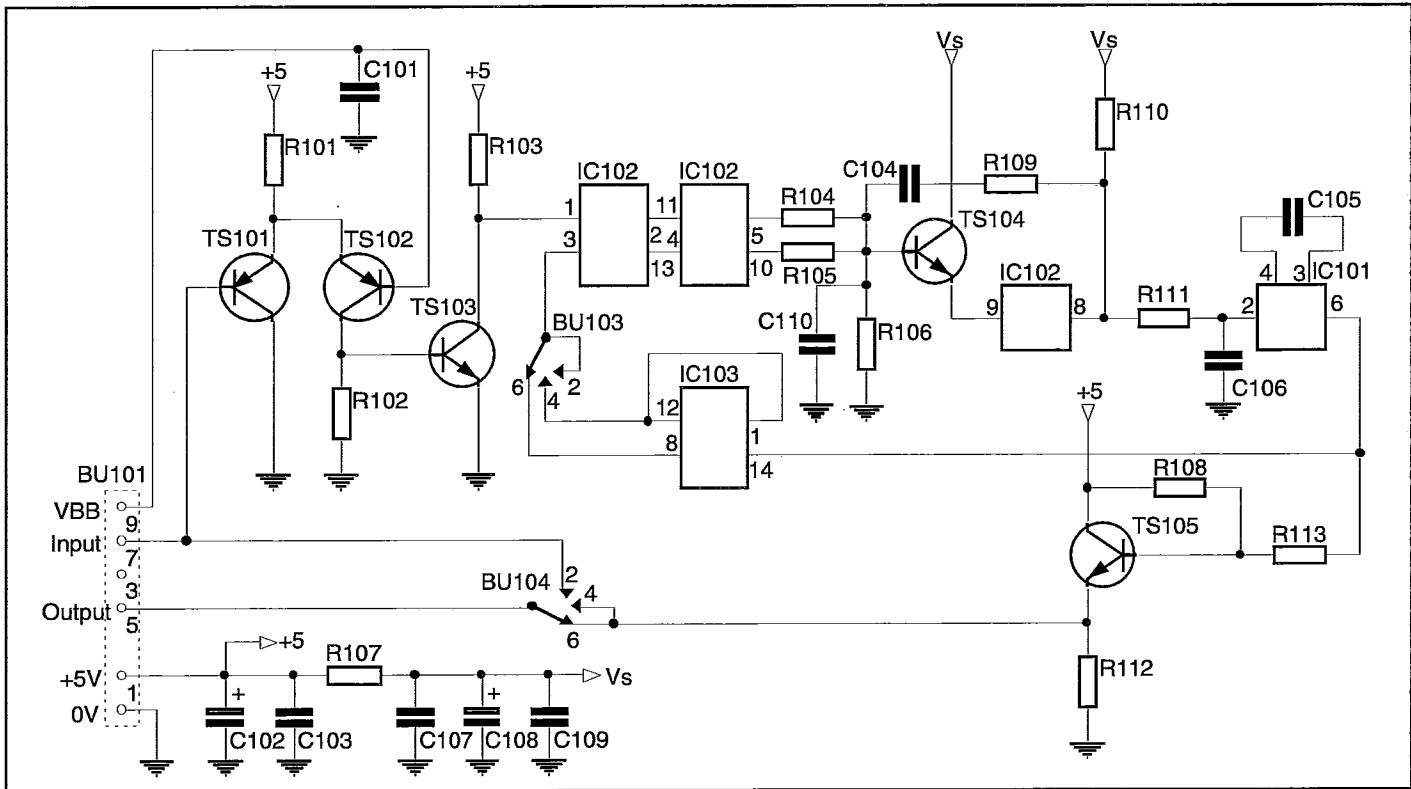 Vs
Vs
C101
+5
+5
R110
R101
R103
C104
R109
IC102
IC102
R104
C105
1
11
TS104
TS101
TS102
3
2
4
5
R105
4
3
IC101
13
10
IC102
TS103
R111
2
6
BU103
C110
9
8
R106
6
2
4
IC103
C106
R102
12
+5
8
1
14
BU101
R108
VBB
9
TS105
Input
R113
7
2
BU104
4
3
Output
5
6
+5
R107
+5V
Vs
R112
1
+
+
0V
C102
C103
C107
C108
C109